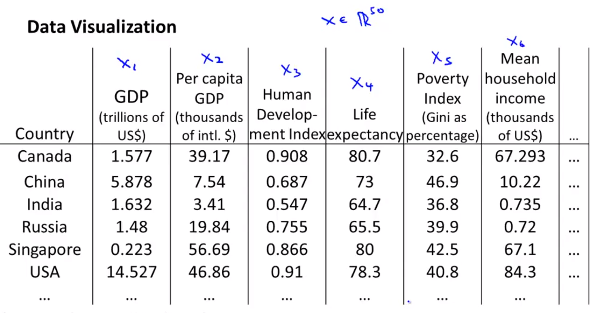 Data Visualization x ∈ ℝ⁵⁰
x₁ x₂ x₃ x₄ x₅ x₆
Mean
Per capita Poverty household
GDP GDP Human Index income
(trillions of (thousands Develop- Life (Gini as (thousands
Country US$) of intl. $) ment Index expectancy percentage) of US$) ...
Canada 1.577 39.17 0.908 80.7 32.6 67.293 ...
China 5.878 7.54 0.687 73 46.9 10.22 ...
India 1.632 3.41 0.547 64.7 36.8 0.735 ...
Russia 1.48 19.84 0.755 65.5 39.9 0.72 ...
Singapore 0.223 56.69 0.866 80 42.5 67.1 ...
USA 14.527 46.86 0.91 78.3 40.8 84.3 ...
... ... ... ... ... ... ...